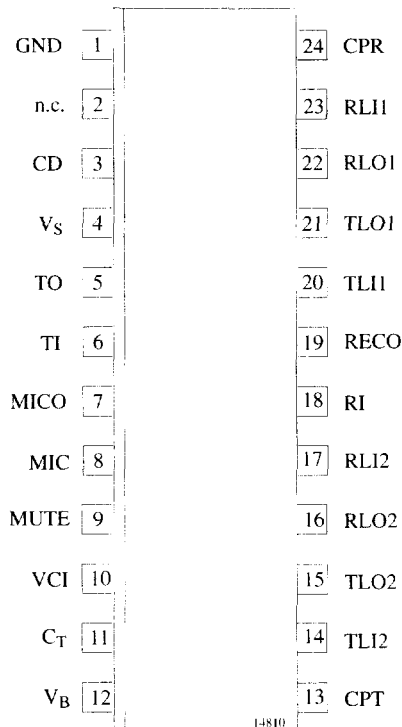 GND 1 24 CPR
n.c. 2 23 RLI1
CD 3 22 RLO1
VS 4 21 TLO1
TO 5 20 TLI1
TI 6 19 RECO
MICO 7 18 RI
MIC 8 17 RLI2
MUTE 9 16 RLO2
VCI 10 15 TLO2
CT 11 14 TLI2
VB 12 13 CPT
14810